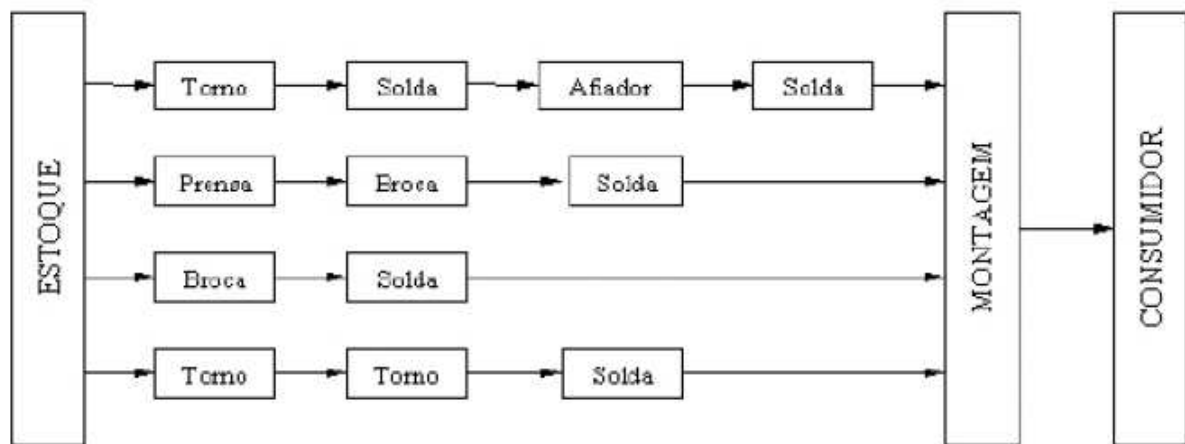 ESTOQUE
Torno Solda Afiador Solda
Prensa Broca Solda
Broca Solda
Torno Torno Solda
MONTAGEM
CONSUMIDOR